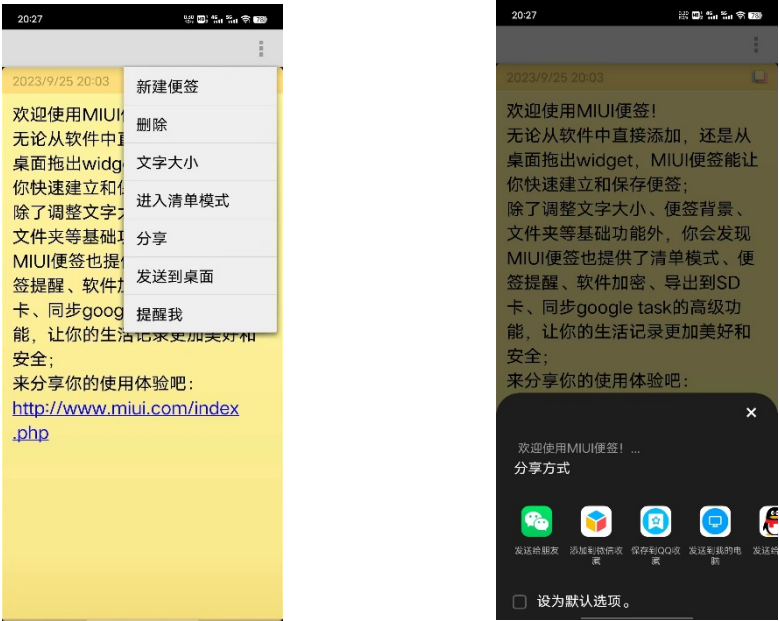 20:27
78
2023/9/25 20:03
新建便签
删除
文字大小
进入清单模式
分享
发送到桌面
提醒我
欢迎使用MIUI
无论从软件中
桌面拖出widg
你快速建立和
除了调整文字
文件夹等基础
MIUI便签也提
签提醒、软件
卡、同步goog
能，让你的生活记录更加美好和
安全；
来分享你的使用体验吧：
http://www.miui.com/index
.php
20:27
78
2023/9/25 20:03
欢迎使用MIUI便签！
无论从软件中直接添加，还是从
桌面拖出widget，MIUI便签能让
你快速建立和保存便签；
除了调整文字大小、便签背景、
文件夹等基础功能外，你会发现
MIUI便签也提供了清单模式、便
签提醒、软件加密、导出到SD
卡、同步google task的高级功
能，让你的生活记录更加美好和
安全；
来分享你的使用体验吧：
欢迎使用MIUI便签！...
分享方式
发送给朋友
添加到微信收
藏
保存到QQ收
藏
发送到我的电
脑
发送给
设为默认选项。